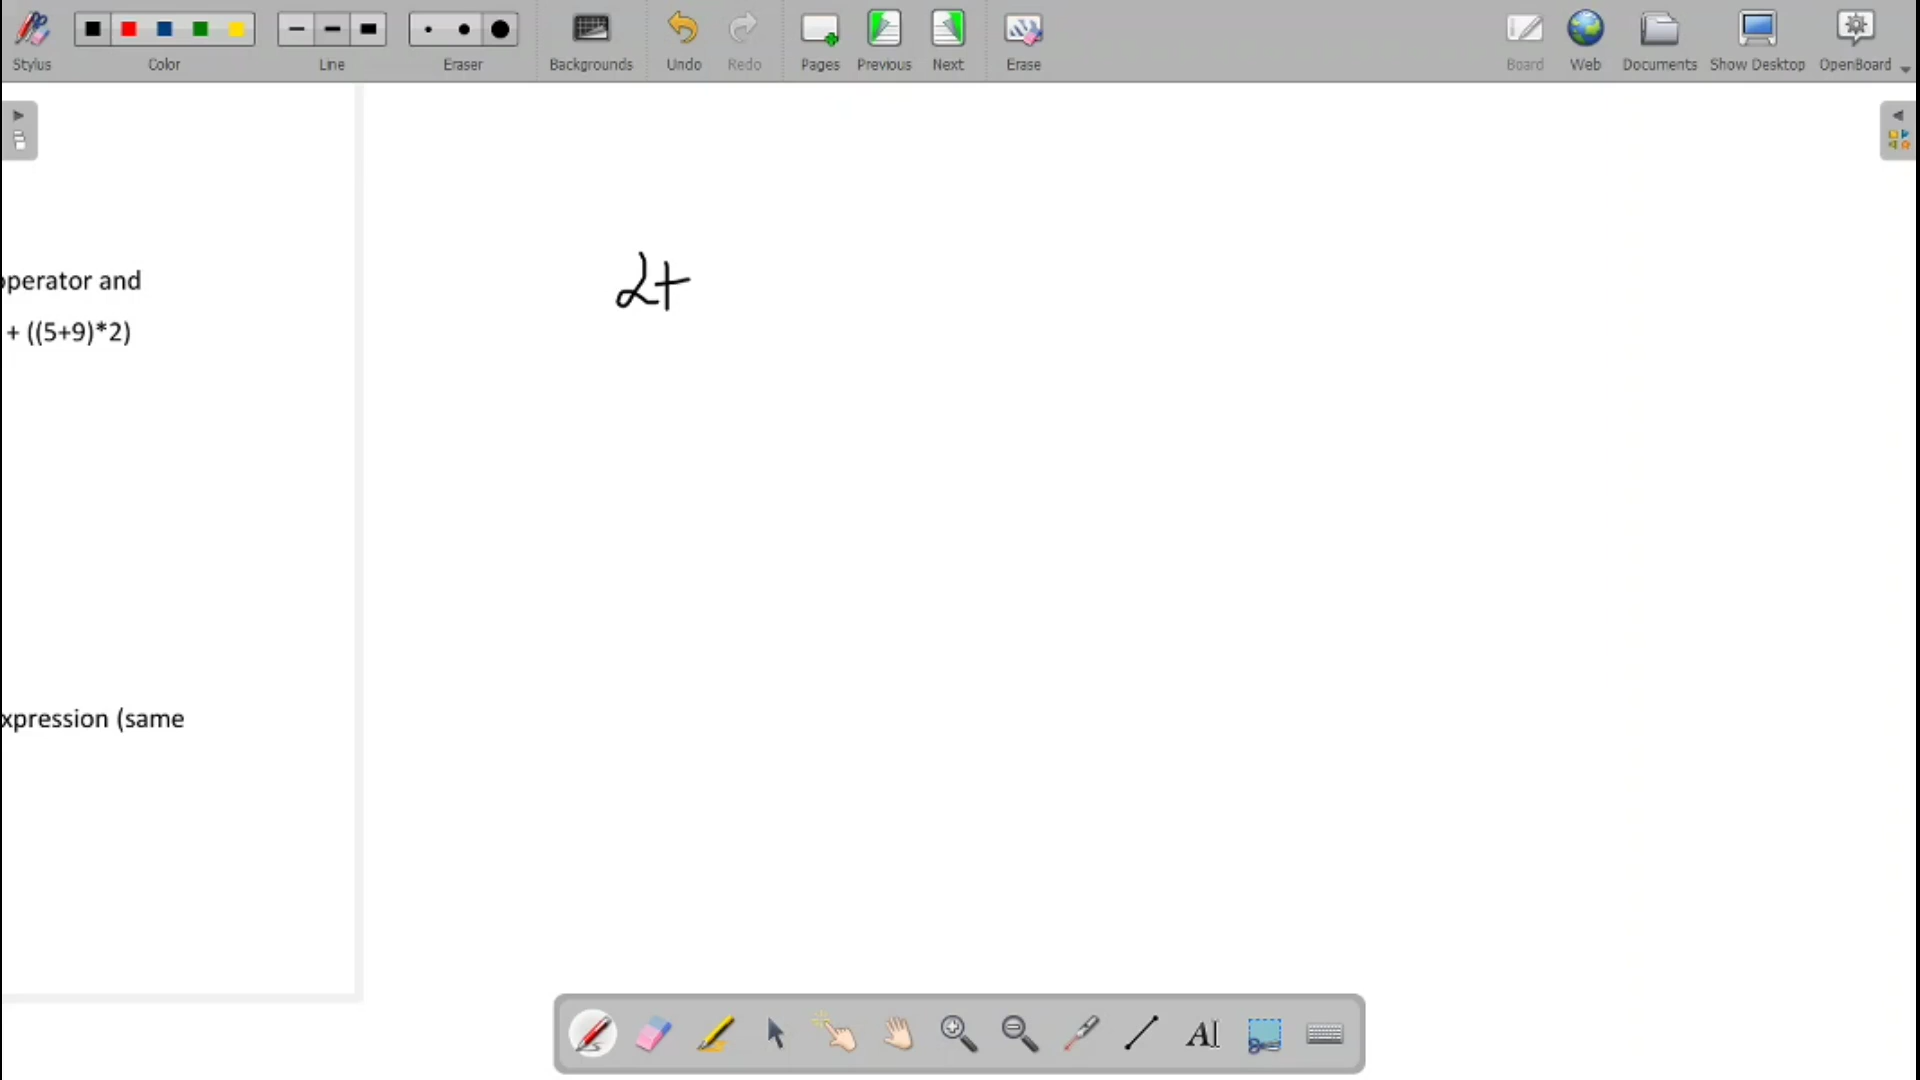 Stylus Color Line Eraser Backgrounds Undo Redo Pages Previous Next Erase Board Web Documents Show Desktop OpenBoard
operator and
+ ((5+9)*2)
2+
xpression (same